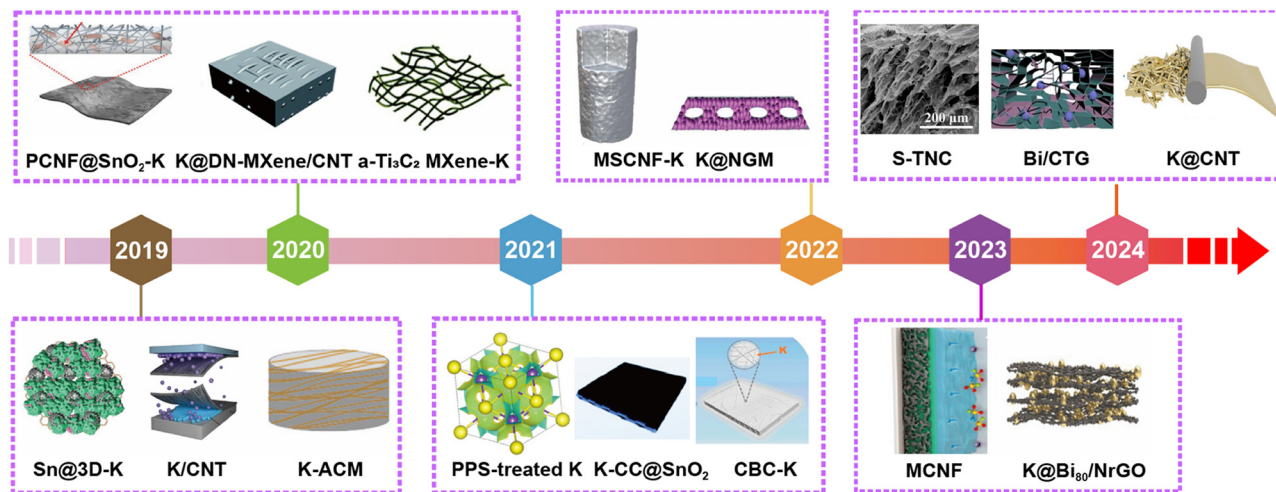 PCNF@SnO₂-K K@DN-MXene/CNT a-Ti₃C₂ MXene-K
MSCNF-K K@NGM
200 μm
S-TNC Bi/CTG K@CNT
2019 2020 2021 2022 2023 2024
K
Sn@3D-K K/CNT K-ACM
PPS-treated K K-CC@SnO₂ CBC-K
MCNF K@Bi₈₀/NrGO